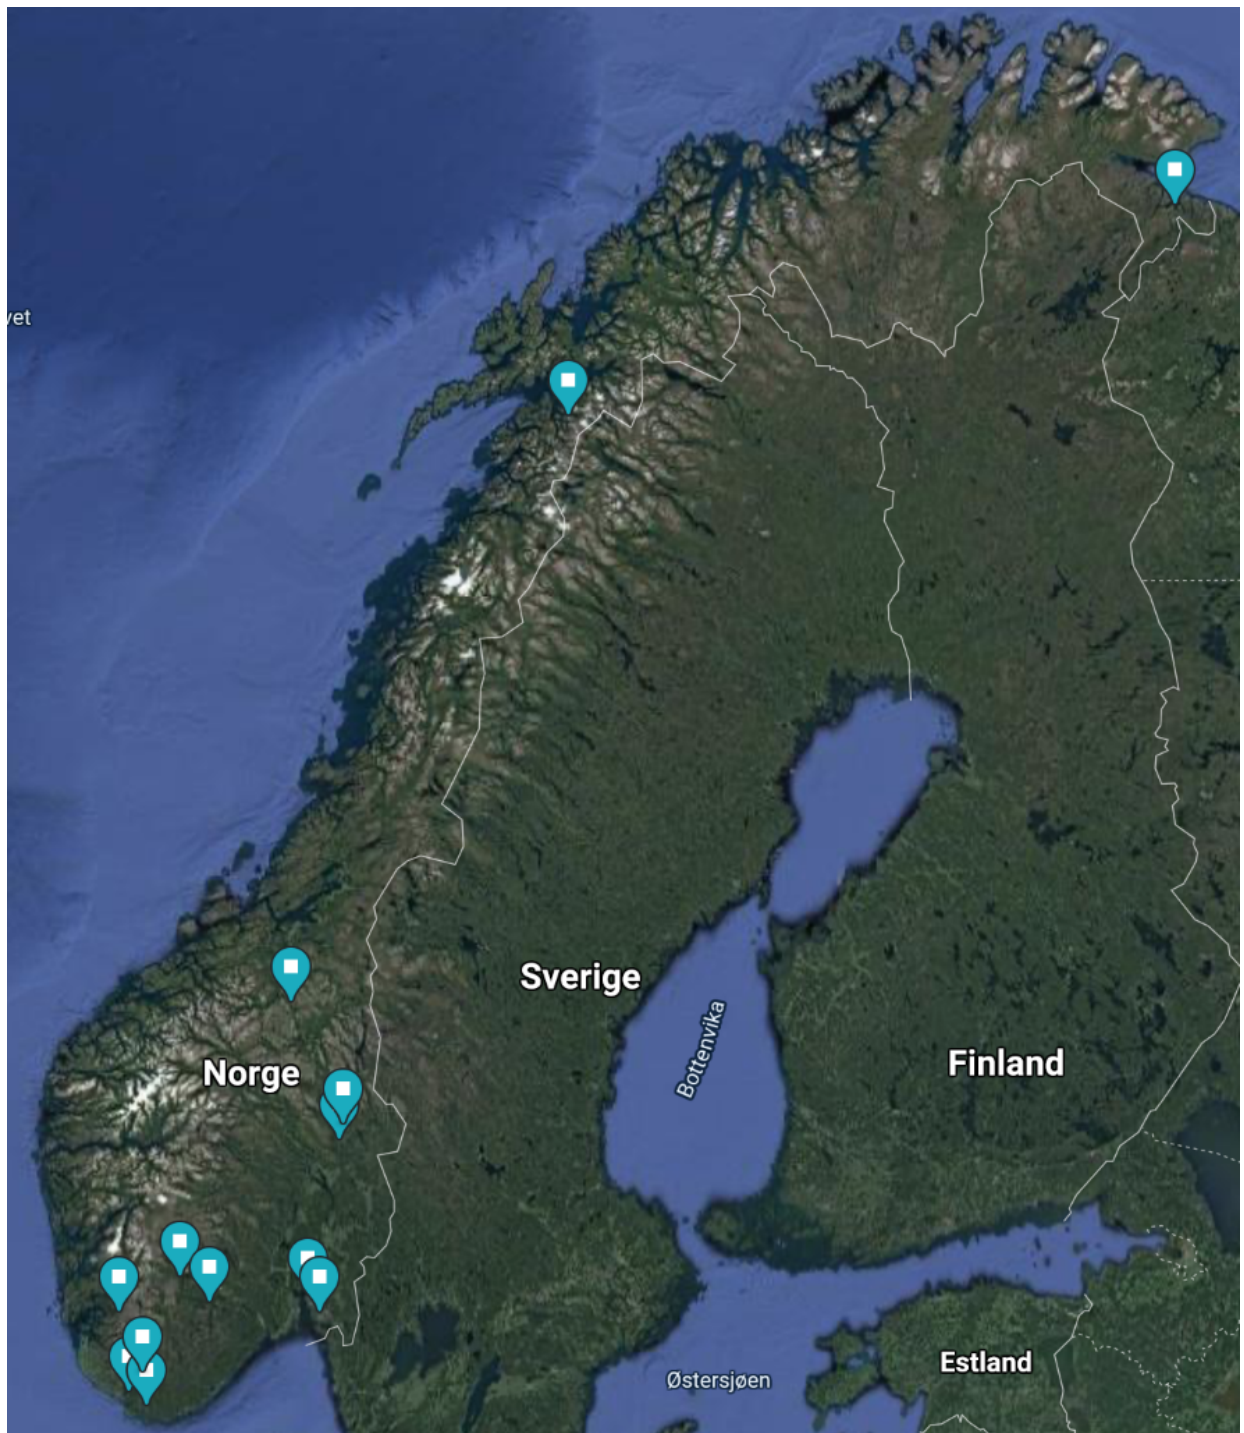 vet
Sverige
Bottenvika
Norge
Finland
Estland
Østersjøen